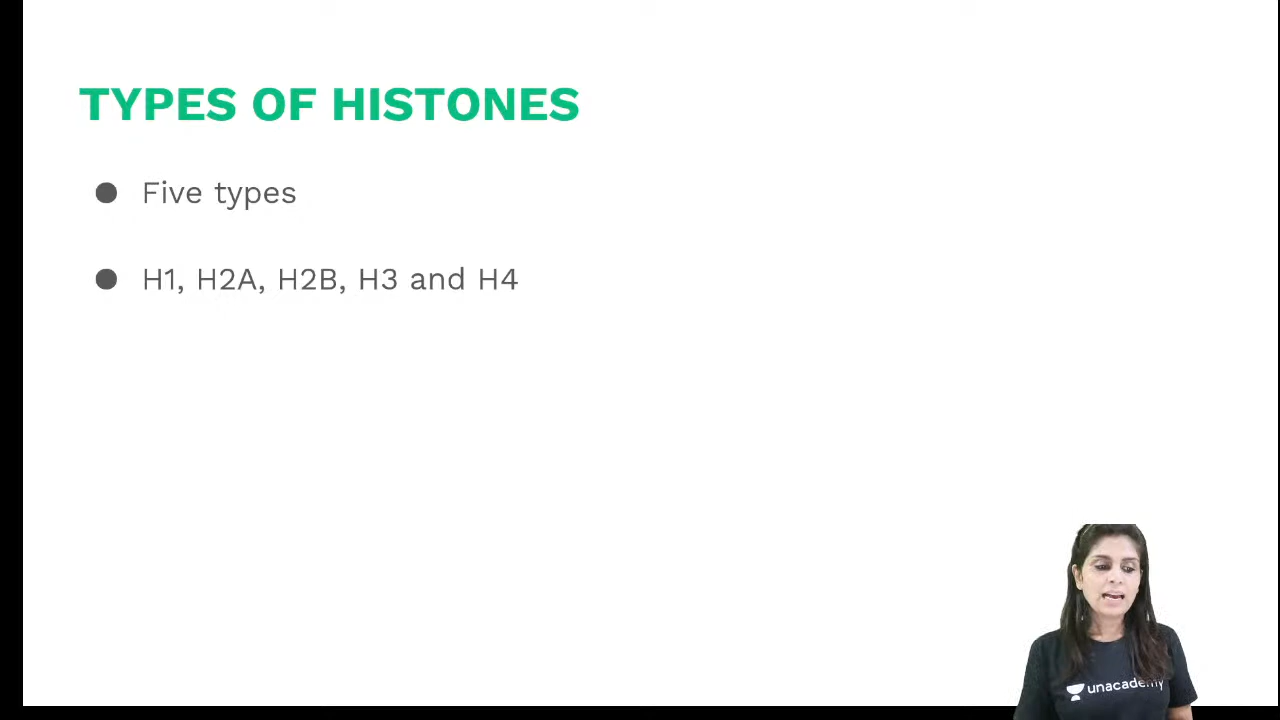 TYPES OF HISTONES
● Five types
● H1, H2A, H2B, H3 and H4
unacademy